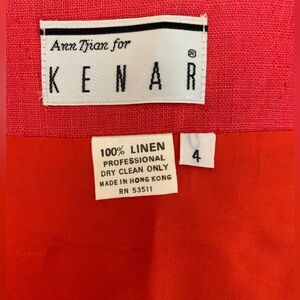 Ann Tjian for
KENAR ®
100% LINEN
PROFESSIONAL
DRY CLEAN ONLY
MADE IN HONG KONG
RN 53511
4